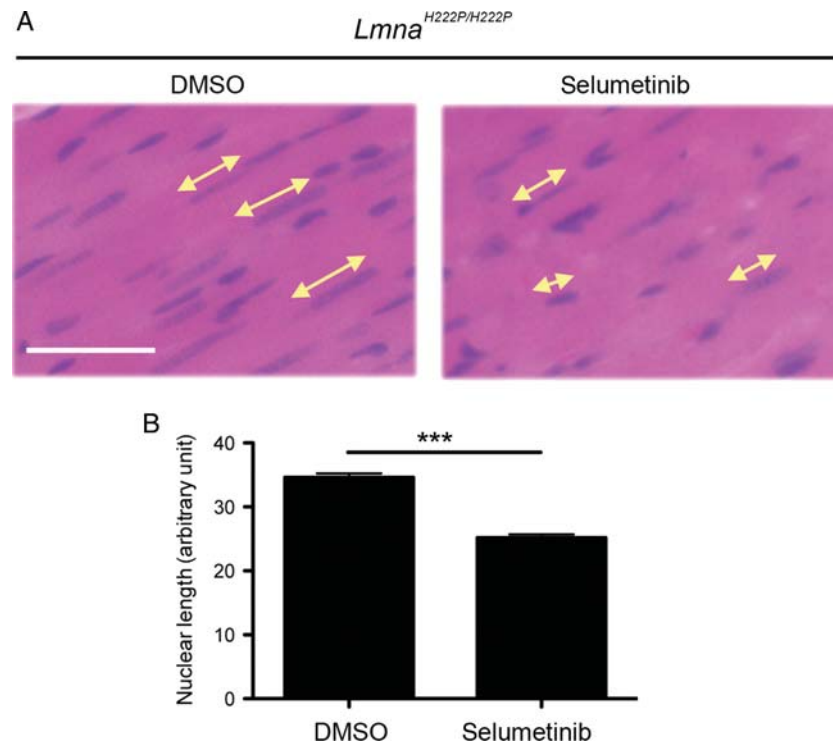 A
Lmna^H222P/H222P
DMSO Selumetinib
B
***
Nuclear length (arbitrary unit)
40
30
20
10
0
DMSO Selumetinib